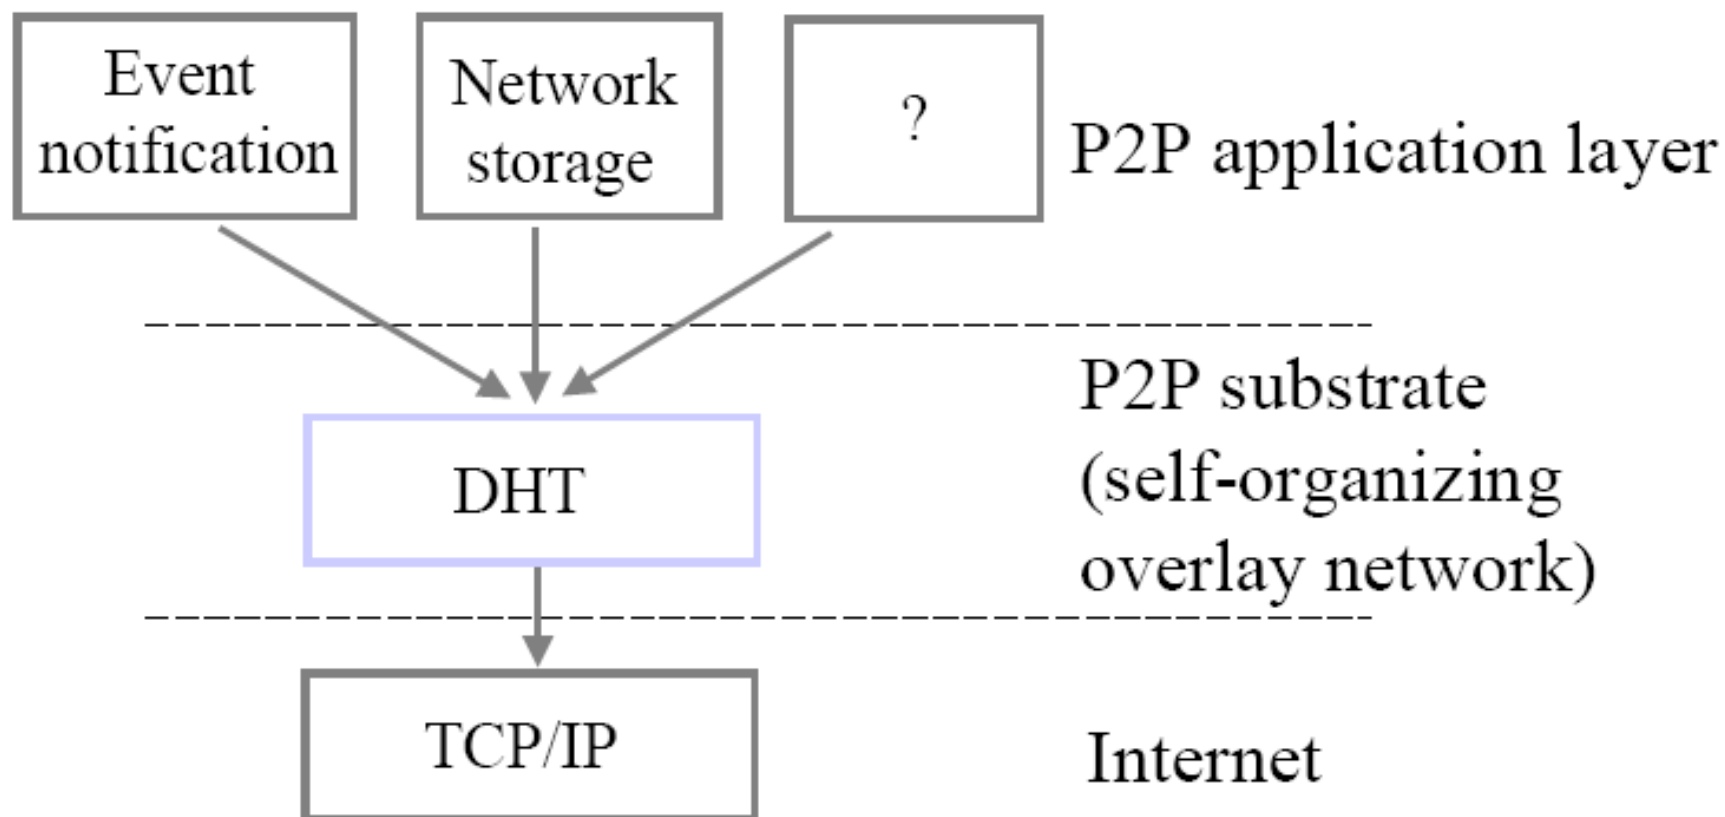 Event
notification
Network
storage
?
P2P application layer
DHT
P2P substrate
(self-organizing
overlay network)
TCP/IP
Internet